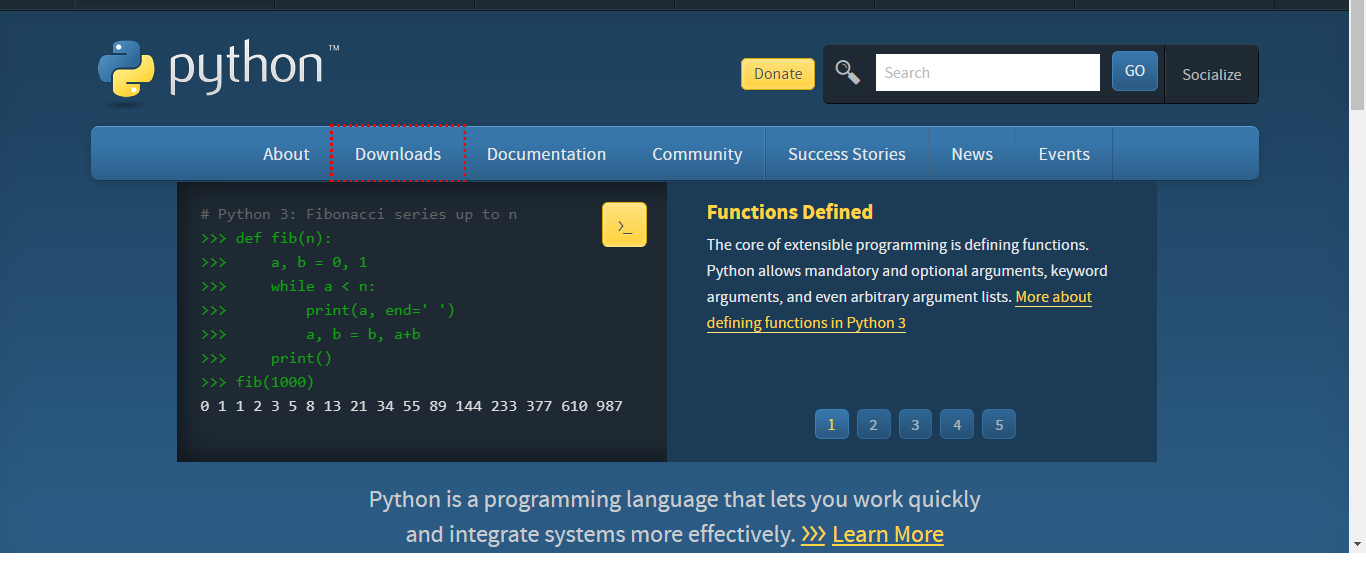 python™
Donate
Search
GO
Socialize
About
Downloads
Documentation
Community
Success Stories
News
Events
# Python 3: Fibonacci series up to n
>>> def fib(n):
>>>     a, b = 0, 1
>>>     while a < n:
>>>         print(a, end=' ')
>>>         a, b = b, a+b
>>>     print()
>>> fib(1000)
0 1 1 2 3 5 8 13 21 34 55 89 144 233 377 610 987
>_
Functions Defined
The core of extensible programming is defining functions.
Python allows mandatory and optional arguments, keyword
arguments, and even arbitrary argument lists. More about
defining functions in Python 3
1 2 3 4 5
Python is a programming language that lets you work quickly
and integrate systems more effectively. >>> Learn More